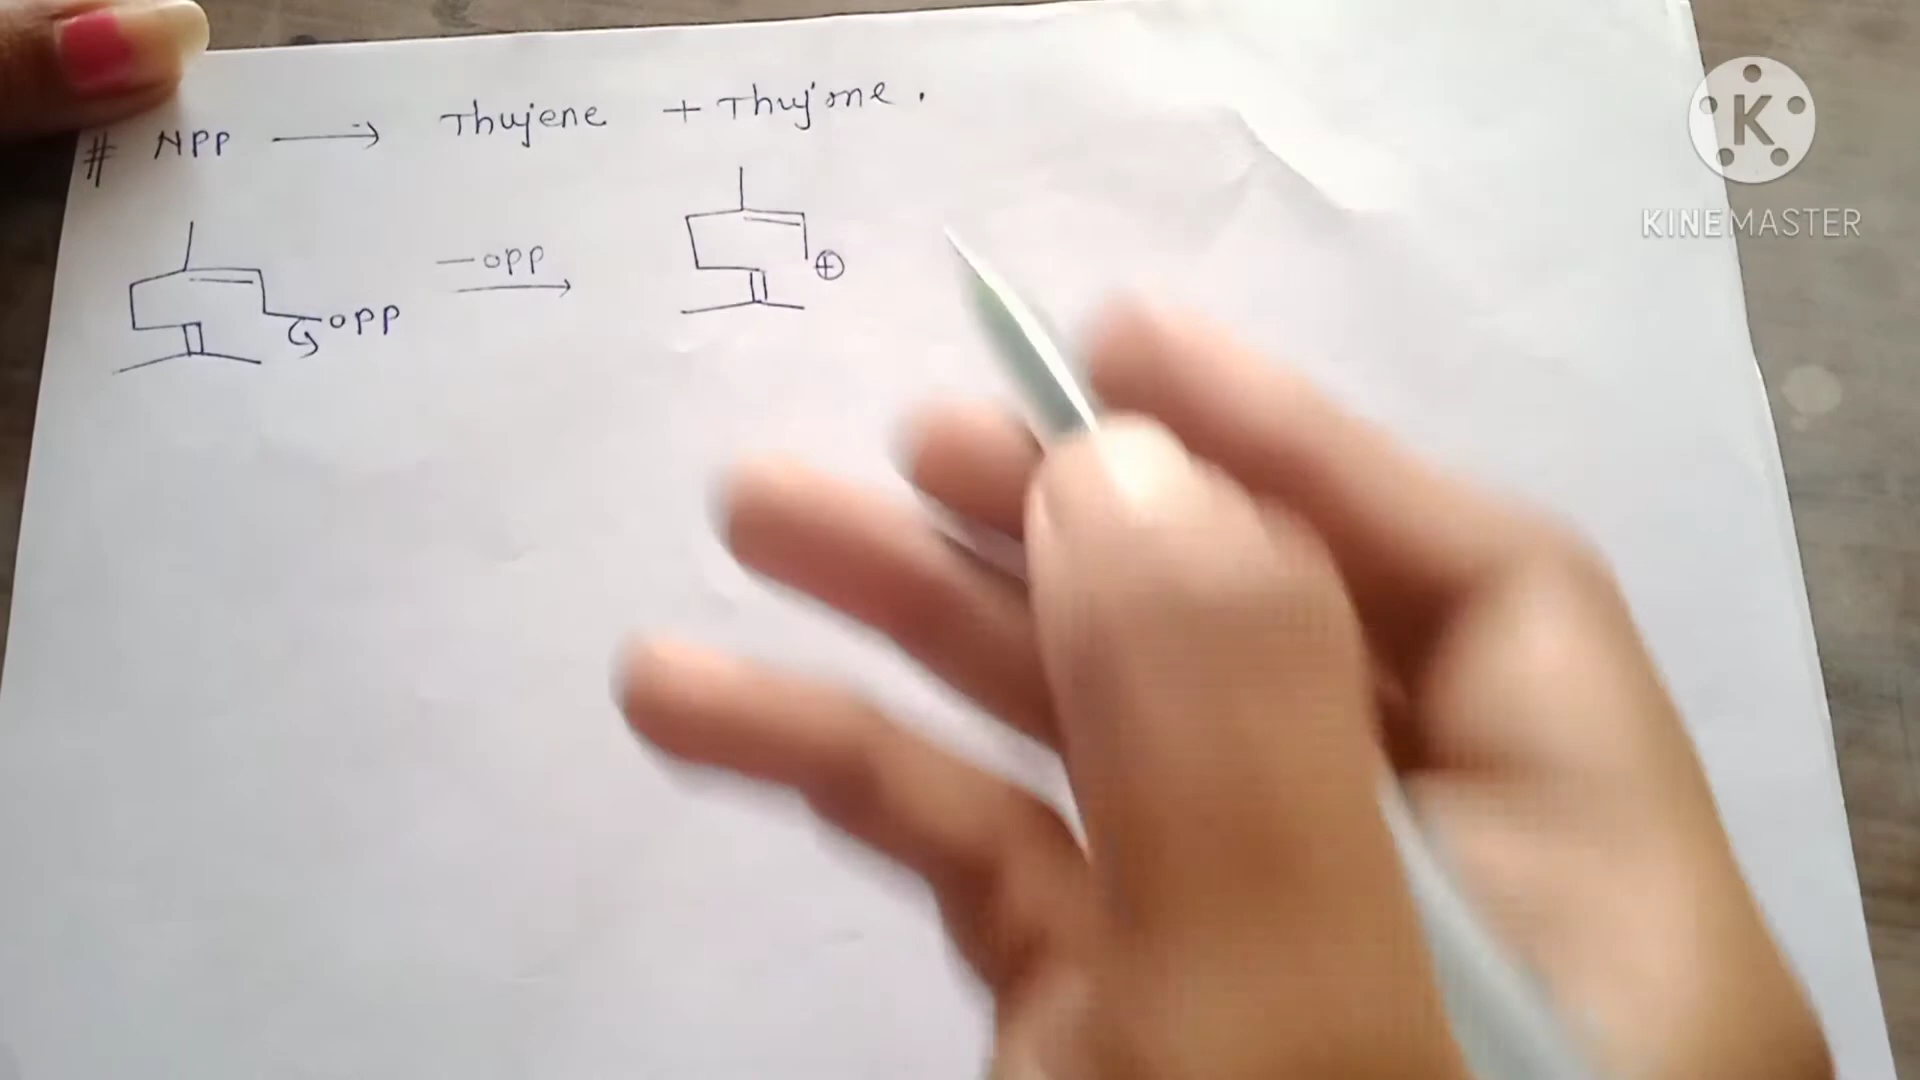 # NPP → Thujene + Thujone.
-OPP
OPP
⊕
K
KINEMASTER